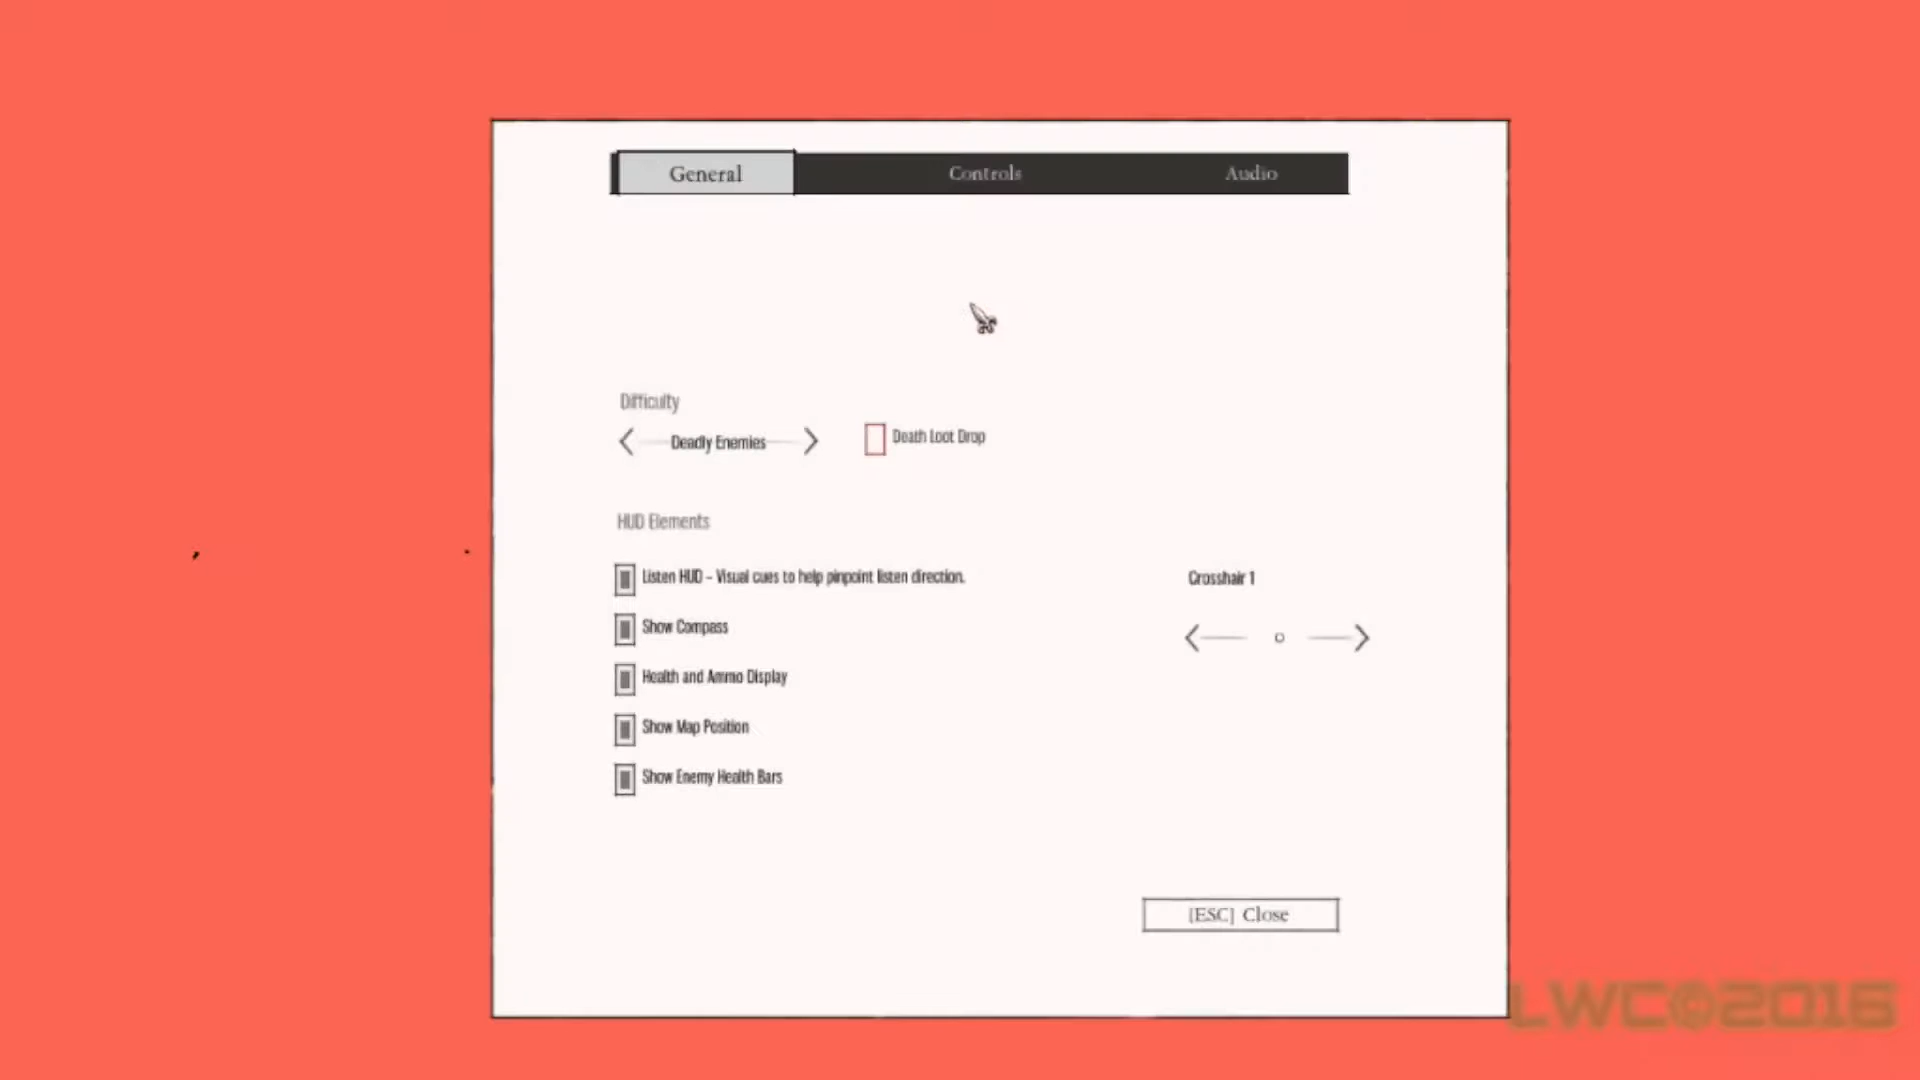 General Controls Audio
Difficulty
Deadly Enemies
Death Loot Drop
HUD Elements
Listen HUD - Visual cues to help pinpoint listen direction.
Show Compass
Health and Ammo Display
Show Map Position
Show Enemy Health Bars
Crosshair 1
[ESC] Close
LWC©2016